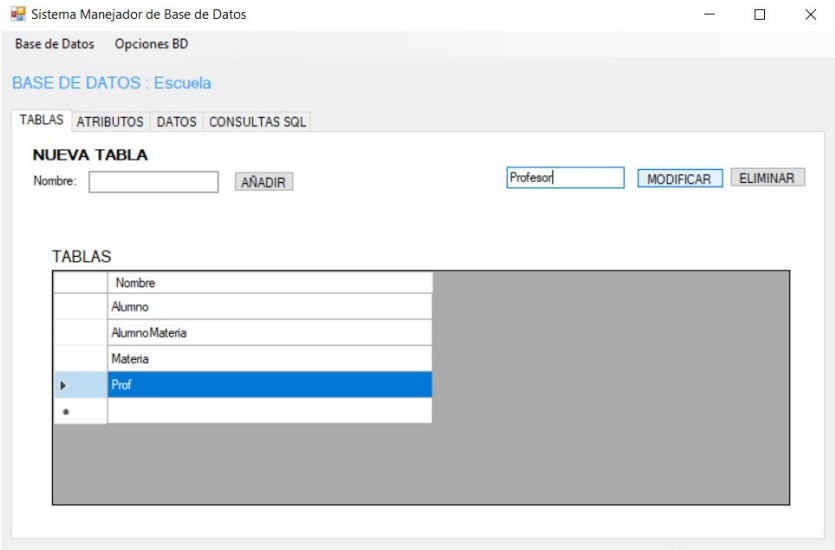 Sistema Manejador de Base de Datos
Base de Datos Opciones BD
BASE DE DATOS : Escuela
TABLAS ATRIBUTOS DATOS CONSULTAS SQL
NUEVA TABLA
Nombre: AÑADIR Profesor MODIFICAR ELIMINAR
TABLAS
Nombre
Alumno
AlumnoMateria
Materia
Prof